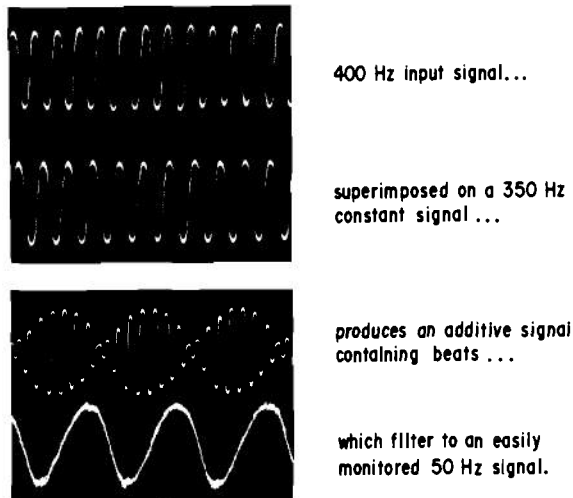 400 Hz input signal...
superimposed on a 350 Hz
constant signal ...
produces an additive signal
containing beats ...
which filter to an easily
monitored 50 Hz signal.